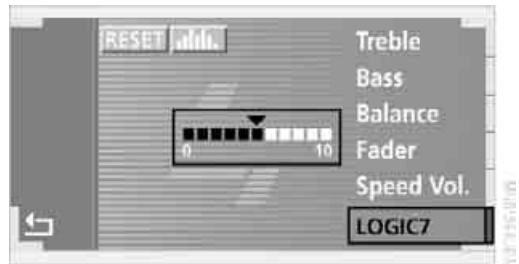 RESET
Treble
Bass
Balance
0 10
Fader
Speed Vol.
LOGIC7